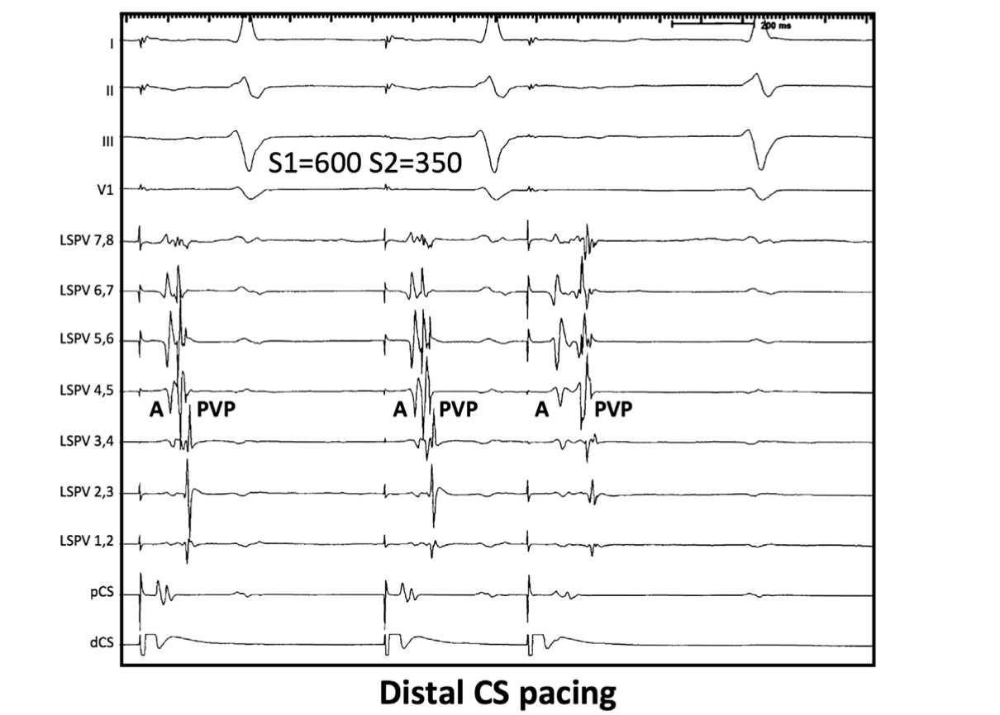 I
200 ms
II
III
S1=600 S2=350
V1
LSPV 7,8
LSPV 6,7
LSPV 5,6
LSPV 4,5
A PVP A PVP A PVP
LSPV 3,4
LSPV 2,3
LSPV 1,2
pCS
dCS
Distal CS pacing